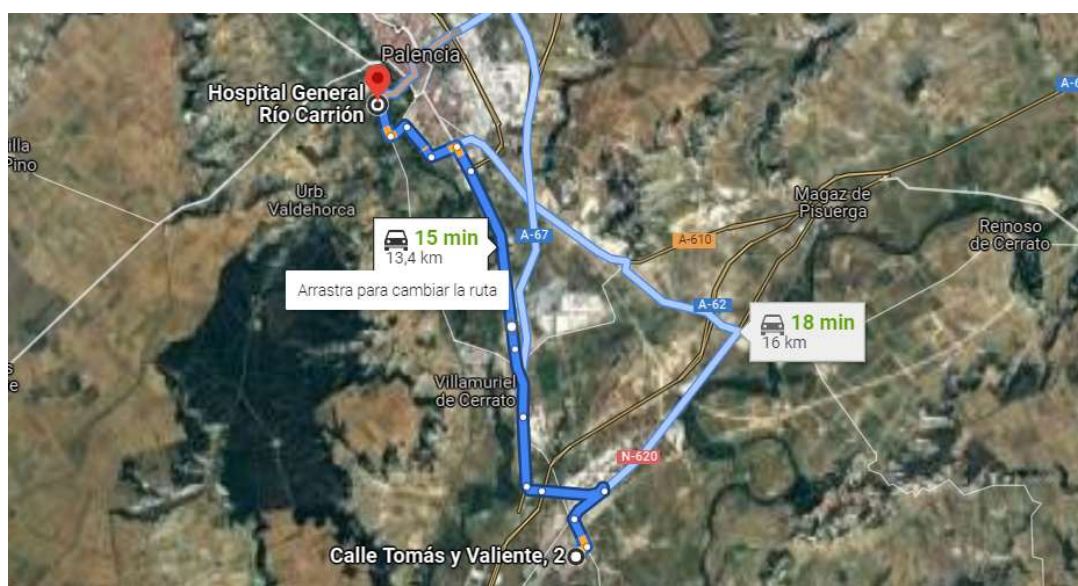 Palencia
Hospital General
Río Carrión
Urb.
Valdehorca
Magaz de
Pisuerga
Reinoso
de Cerrato
A-67
A-610
15 min
13,4 km
Arrastra para cambiar la ruta
A-62
18 min
16 km
Villamuriel
de Cerrato
N-620
Calle Tomás y Valiente, 2